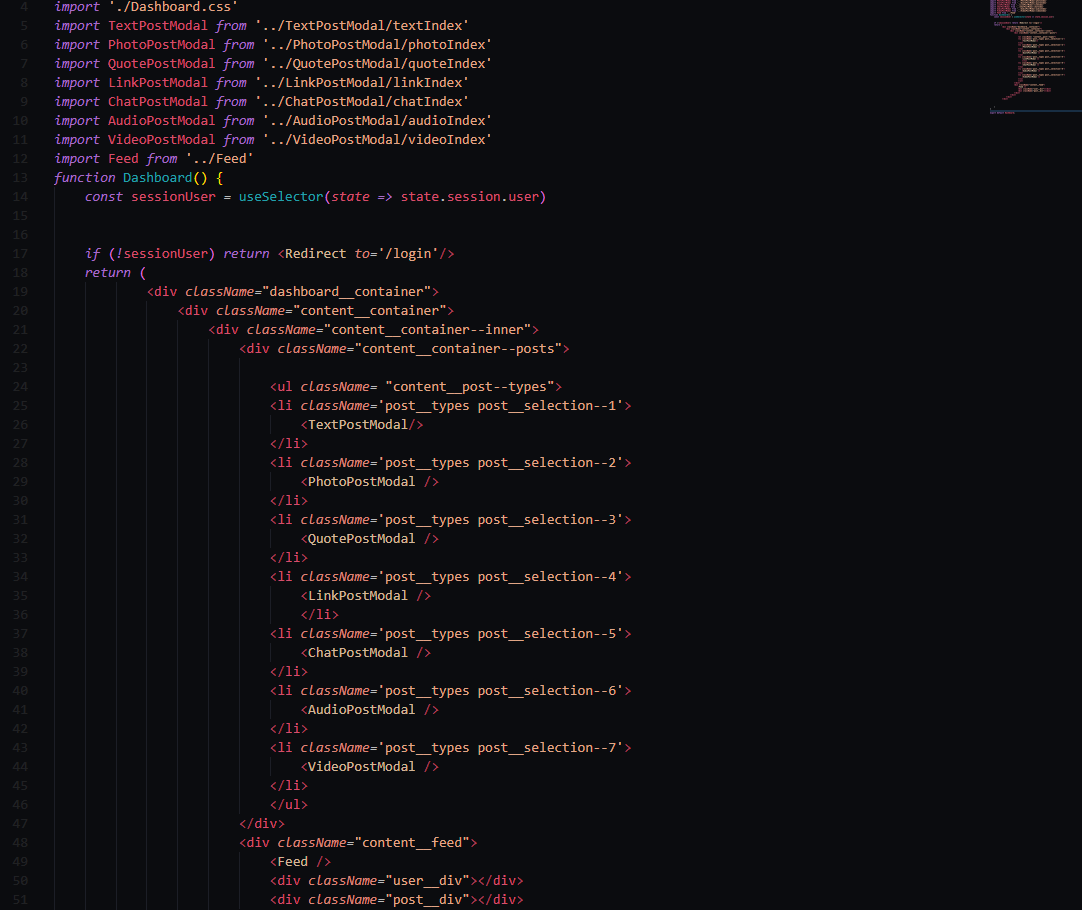 4 import './Dashboard.css'
5 import TextPostModal from '../TextPostModal/textIndex'
6 import PhotoPostModal from '../PhotoPostModal/photoIndex'
7 import QuotePostModal from '../QuotePostModal/quoteIndex'
8 import LinkPostModal from '../LinkPostModal/linkIndex'
9 import ChatPostModal from '../ChatPostModal/chatIndex'
10 import AudioPostModal from '../AudioPostModal/audioIndex'
11 import VideoPostModal from '../VideoPostModal/videoIndex'
12 import Feed from '../Feed'
13 function Dashboard() {
14     const sessionUser = useSelector(state => state.session.user)
15
16
17     if (!sessionUser) return <Redirect to='/login'/>
18     return (
19             <div className="dashboard__container">
20                 <div className="content__container">
21                     <div className="content__container--inner">
22                         <div className="content__container--posts">
23
24                             <ul className= "content__post--types">
25                             <li className='post__types post__selection--1'>
26                                 <TextPostModal/>
27                             </li>
28                             <li className='post__types post__selection--2'>
29                                 <PhotoPostModal />
30                             </li>
31                             <li className='post__types post__selection--3'>
32                                 <QuotePostModal />
33                             </li>
34                             <li className='post__types post__selection--4'>
35                                 <LinkPostModal />
36                                 </li>
37                             <li className='post__types post__selection--5'>
38                                 <ChatPostModal />
39                             </li>
40                             <li className='post__types post__selection--6'>
41                                 <AudioPostModal />
42                             </li>
43                             <li className='post__types post__selection--7'>
44                                 <VideoPostModal />
45                             </li>
46                             </ul>
47                         </div>
48                         <div className="content__feed">
49                             <Feed />
50                             <div className="user__div"></div>
51                             <div className="post__div"></div>